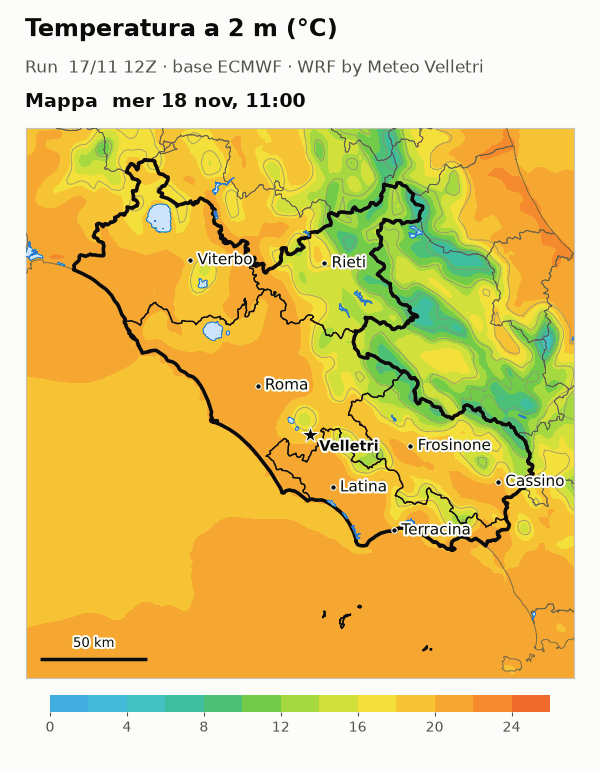 Temperatura a 2 m (°C)
Run  17/11 12Z · base ECMWF · WRF by Meteo Velletri
Mappa  mer 18 nov, 11:00
Viterbo
Rieti
Roma
Velletri
Frosinone
Latina
Cassino
Terracina
50 km
0 4 8 12 16 20 24